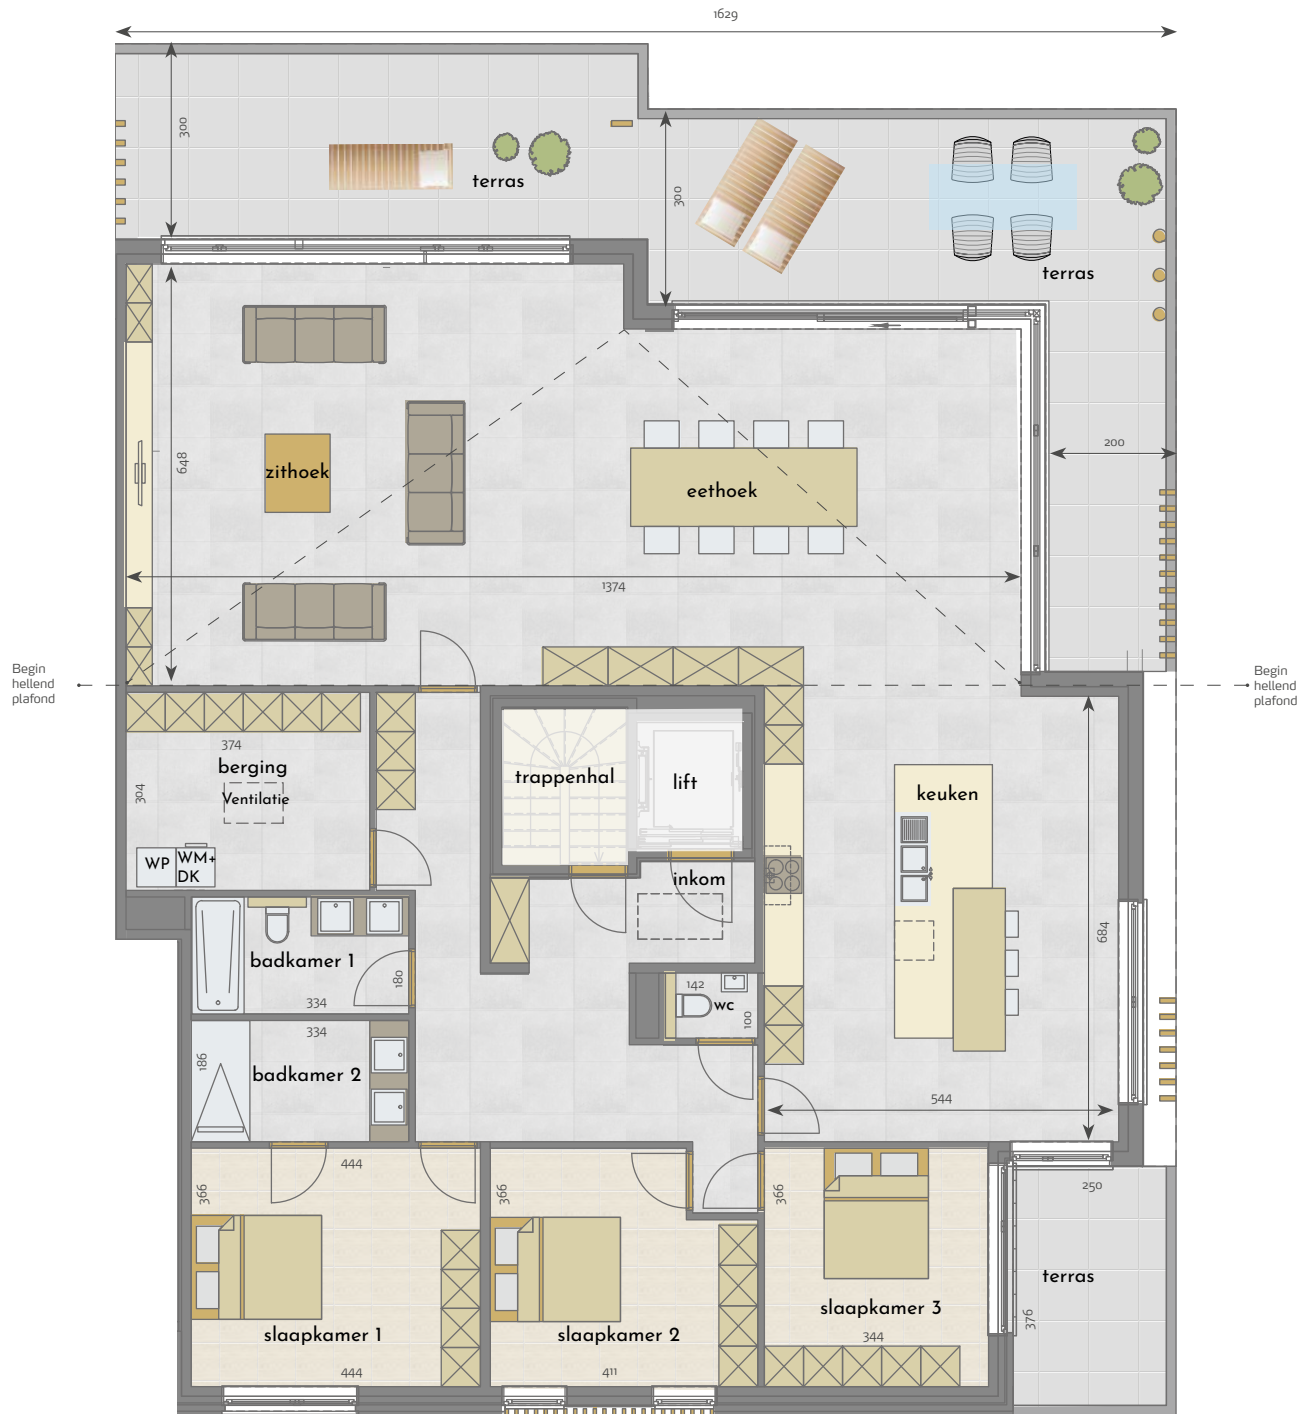 1629
300
terras
300
terras
648
zithoek
eethoek
200
1374
Begin
hellend
plafond
Begin
hellend
plafond
374
berging
Ventilatie
304
WP
WM+
DK
trappenhal
lift
keuken
inkom
badkamer 1
334
180
142
wc
100
684
334
186
badkamer 2
544
444
366
366
366
250
terras
376
slaapkamer 1
444
slaapkamer 2
411
slaapkamer 3
344